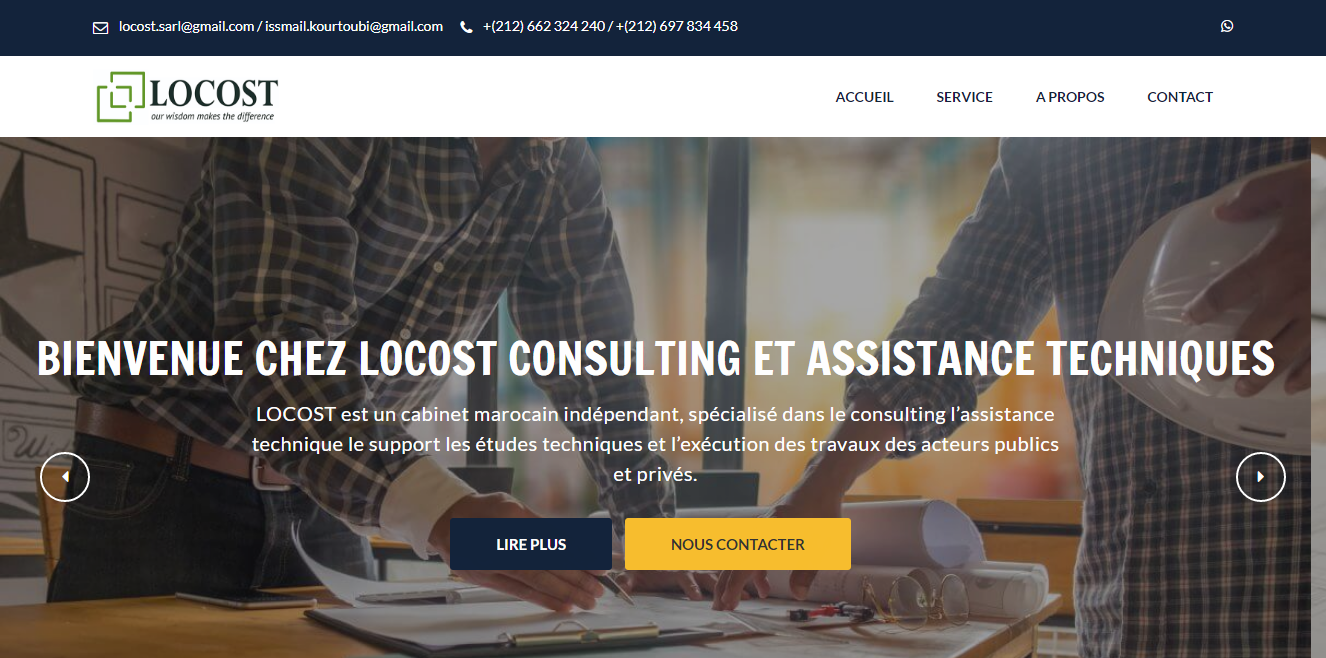 locost.sarl@gmail.com / issmail.kourtoubi@gmail.com
+(212) 662 324 240 / +(212) 697 834 458
LOCOST
our wisdom makes the difference
ACCUEIL
SERVICE
A PROPOS
CONTACT
BIENVENUE CHEZ LOCOST CONSULTING ET ASSISTANCE TECHNIQUES
LOCOST est un cabinet marocain indépendant, spécialisé dans le consulting l’assistance
technique le support les études techniques et l’exécution des travaux des acteurs publics
et privés.
LIRE PLUS
NOUS CONTACTER